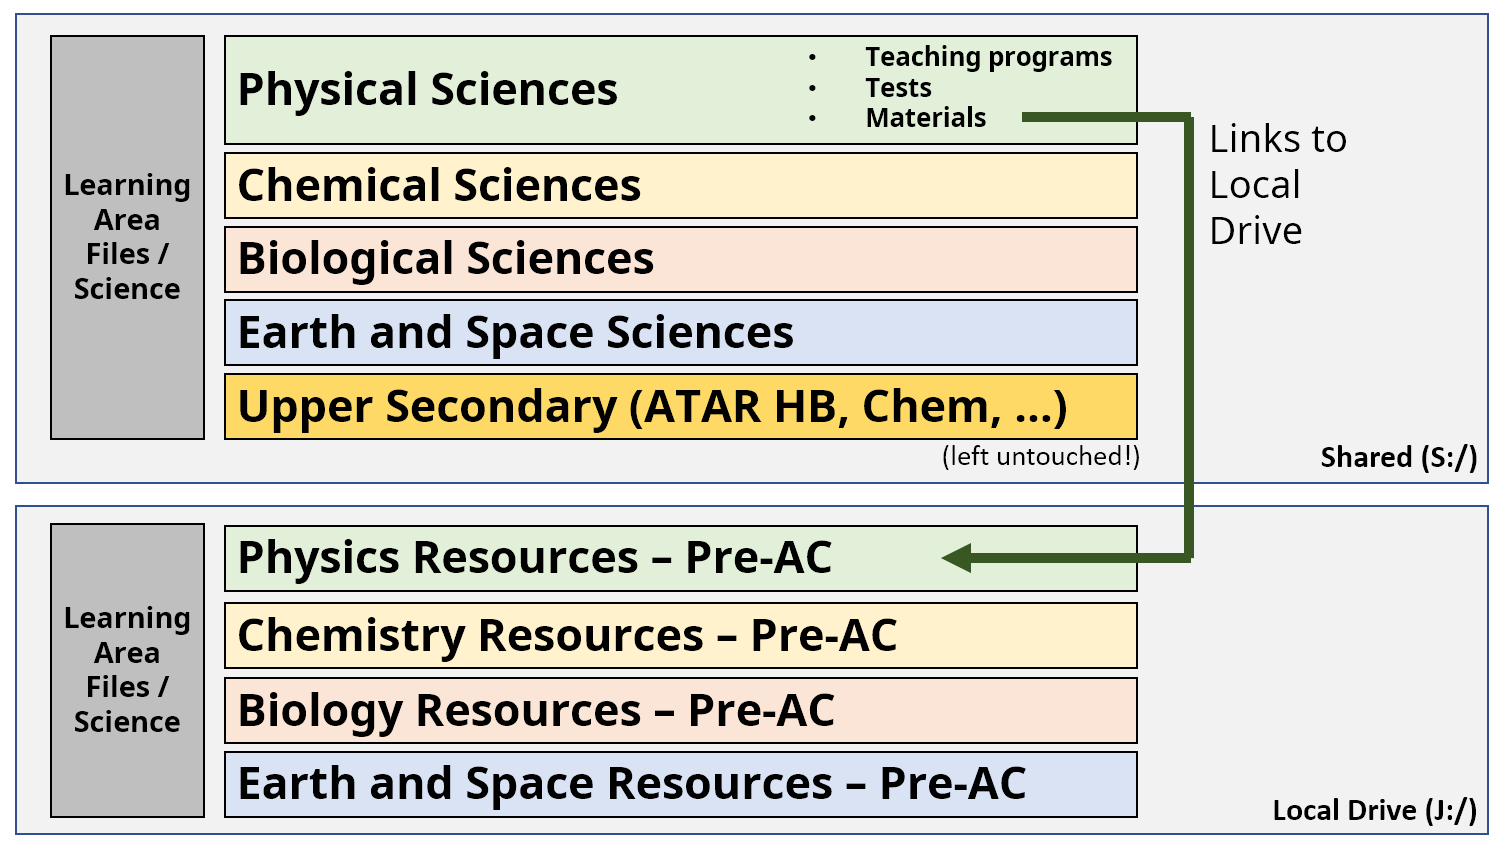 Learning
Area
Files /
Science
Physical Sciences
• Teaching programs
• Tests
• Materials
Chemical Sciences
Biological Sciences
Earth and Space Sciences
Upper Secondary (ATAR HB, Chem, ...)
(left untouched!)
Links to
Local
Drive
Shared (S:/)
Learning
Area
Files /
Science
Physics Resources – Pre-AC
Chemistry Resources – Pre-AC
Biology Resources – Pre-AC
Earth and Space Resources – Pre-AC
Local Drive (J:/)